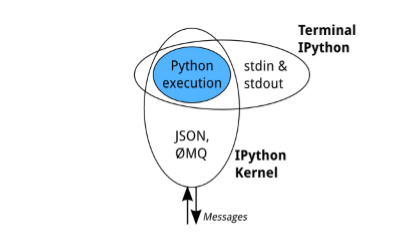 Terminal
IPython
Python
execution
stdin &
stdout
JSON,
ØMQ
IPython
Kernel
Messages